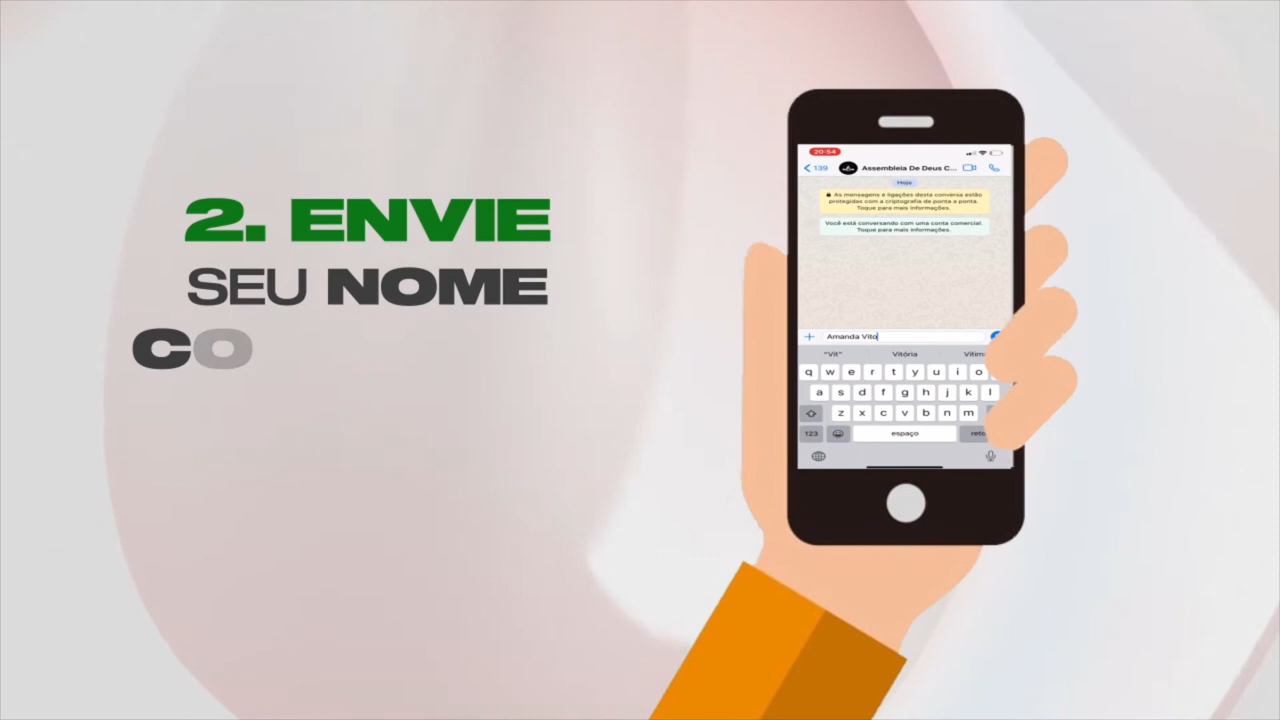 2. ENVIE
SEU NOME
CO
20:54
139
Assembleia De Deus C...
Hoje
As mensagens e ligações desta conversa estão
protegidas com a criptografia de ponta a ponta.
Toque para mais informações.
Você está conversando com uma conta comercial.
Toque para mais informações.
Amanda Vito
"Vit" Vitória Vitim
q w e r t y u i o
a s d f g h j k l
z x c v b n m
123 espaço reto